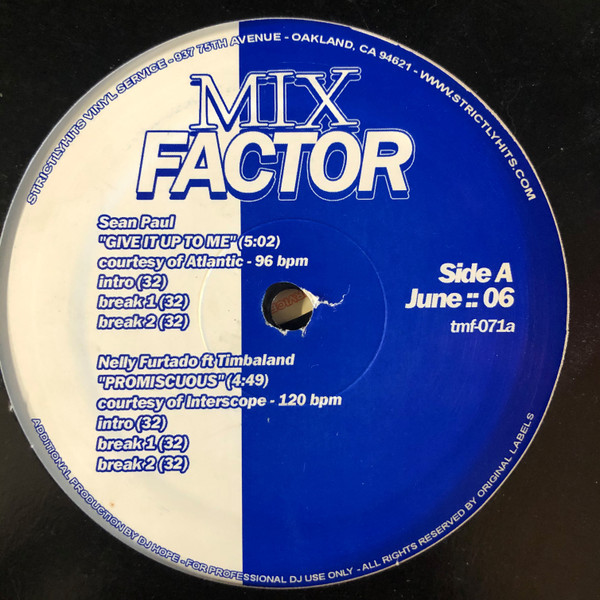 STRICTLYHITS VINYL SERVICE - 937 75TH AVENUE - OAKLAND, CA 94621 - WWW.STRICTLYHITS.COM
MIX
FACTOR
Sean Paul
"GIVE IT UP TO ME" (5:02)
courtesy of Atlantic - 96 bpm
intro (32)
break 1 (32)
break 2 (32)
Side A
June :: 06
tmf-071a
Nelly Furtado ft Timbaland
"PROMISCUOUS" (4:49)
courtesy of Interscope - 120 bpm
intro (32)
break 1 (32)
break 2 (32)
ADDITIONAL PRODUCTION BY DJ HOPE - FOR PROFESSIONAL DJ USE ONLY - ALL RIGHTS RESERVED BY ORIGINAL LABELS